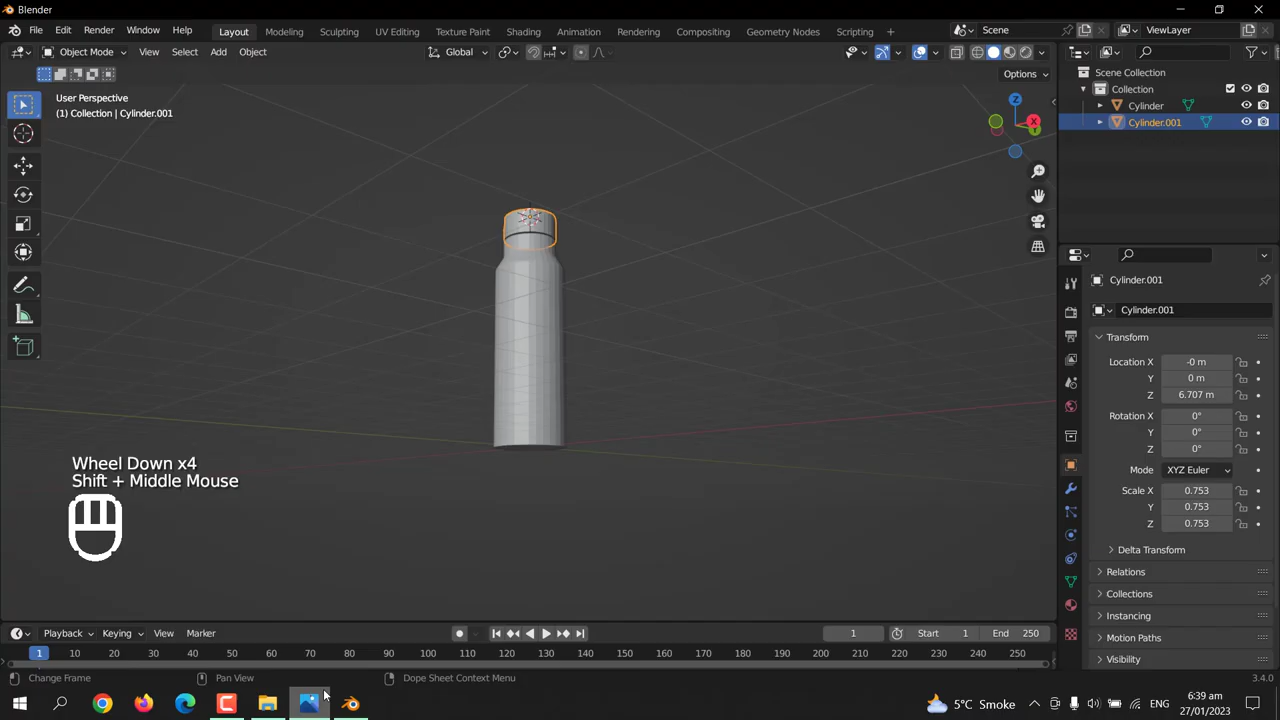 Blender
File Edit Render Window Help Layout Modeling Sculpting UV Editing Texture Paint Shading Animation Rendering Compositing Geometry Nodes Scripting + Scene ViewLayer
Object Mode View Select Add Object Global
Options
User Perspective
(1) Collection | Cylinder.001
Z
X
Y
Scene Collection
Collection
Cylinder
Cylinder.001
Cylinder.001
Cylinder.001
Transform
Location X -0 m
Y 0 m
Z 6.707 m
Rotation X 0°
Y 0°
Z 0°
Mode XYZ Euler
Scale X 0.753
Y 0.753
Z 0.753
Delta Transform
Relations
Collections
Instancing
Motion Paths
Visibility
Wheel Down x4
Shift + Middle Mouse
Playback Keying View Marker 1 Start 1 End 250
1 10 20 30 40 50 60 70 80 90 100 110 120 130 140 150 160 170 180 190 200 210 220 230 240 250
Change Frame Pan View Dope Sheet Context Menu 3.4.0
5°C Smoke ENG 6:39 am
27/01/2023